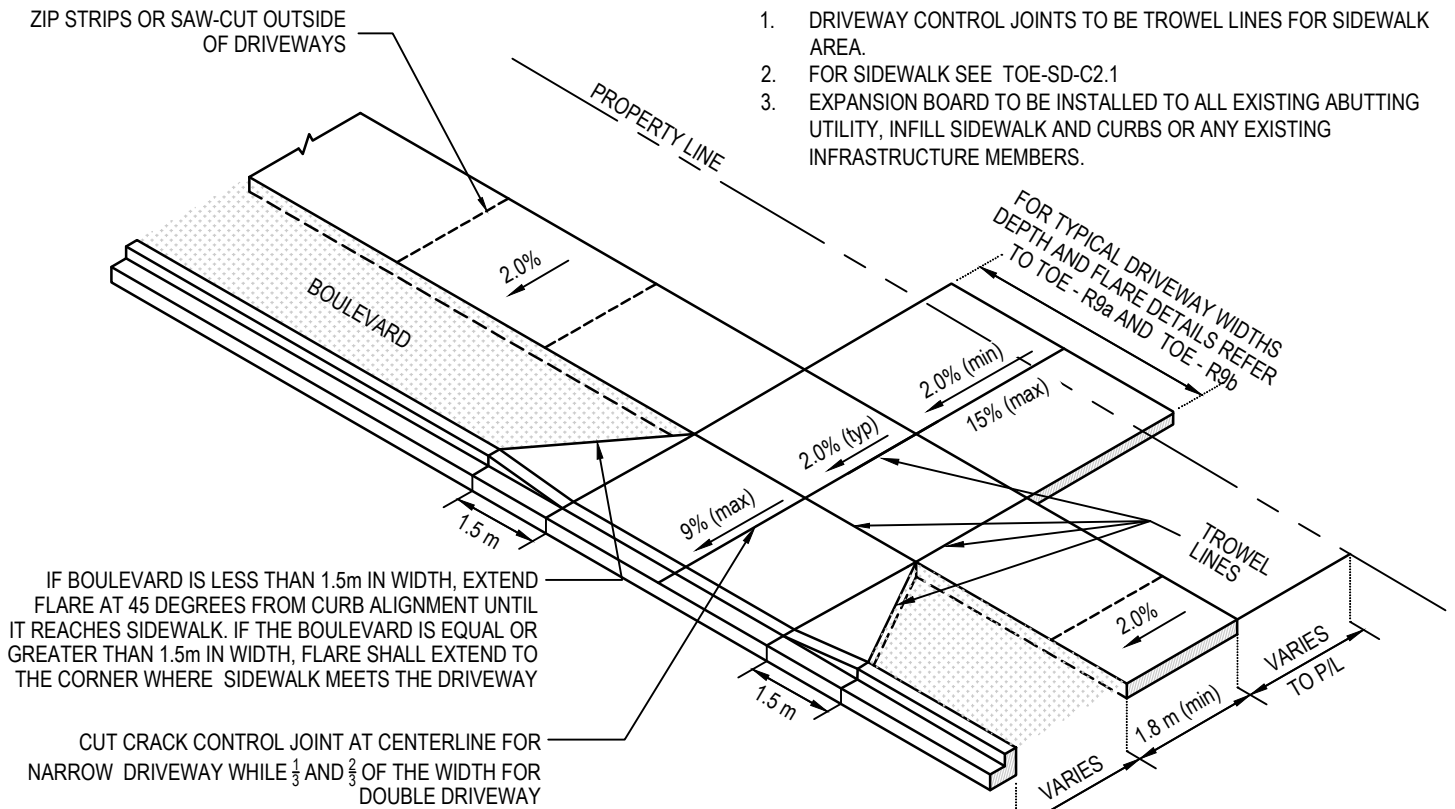 ZIP STRIPS OR SAW-CUT OUTSIDE
OF DRIVEWAYS
1. DRIVEWAY CONTROL JOINTS TO BE TROWEL LINES FOR SIDEWALK
AREA.
2. FOR SIDEWALK SEE TOE-SD-C2.1
3. EXPANSION BOARD TO BE INSTALLED TO ALL EXISTING ABUTTING
UTILITY, INFILL SIDEWALK AND CURBS OR ANY EXISTING
INFRASTRUCTURE MEMBERS.
PROPERTY LINE
FOR TYPICAL DRIVEWAY WIDTHS
DEPTH AND FLARE DETAILS REFER
TO TOE - R9a AND TOE - R9b
2.0%
BOULEVARD
2.0% (min)
15% (max)
2.0% (typ)
9% (max)
1.5 m
TROWEL
LINES
IF BOULEVARD IS LESS THAN 1.5m IN WIDTH, EXTEND
FLARE AT 45 DEGREES FROM CURB ALIGNMENT UNTIL
IT REACHES SIDEWALK. IF THE BOULEVARD IS EQUAL OR
GREATER THAN 1.5m IN WIDTH, FLARE SHALL EXTEND TO
THE CORNER WHERE SIDEWALK MEETS THE DRIVEWAY
2.0%
VARIES
TO P/L
1.5 m
1.8 m (min)
VARIES
CUT CRACK CONTROL JOINT AT CENTERLINE FOR
NARROW DRIVEWAY WHILE 1/3 AND 2/3 OF THE WIDTH FOR
DOUBLE DRIVEWAY